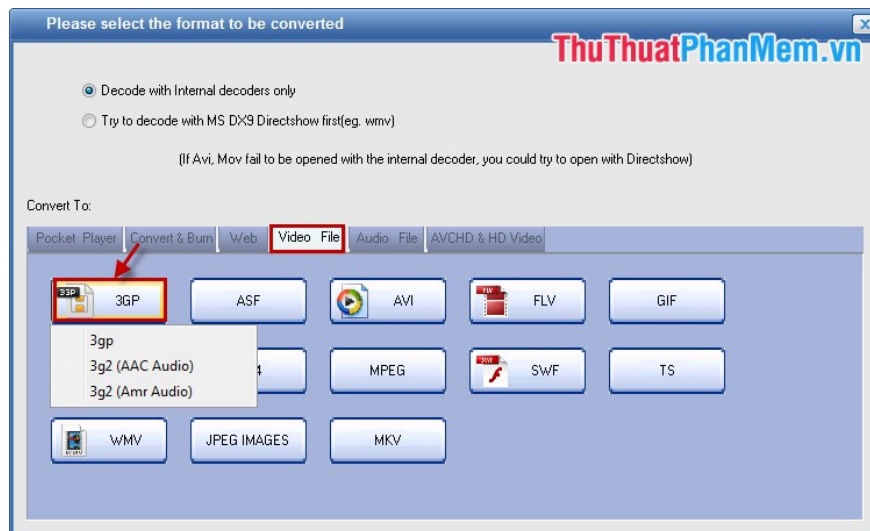 Please select the format to be converted
ThuThuatPhanMem.vn
Decode with Internal decoders only
Try to decode with MS DX9 Directshow first(eg. wmv)
(If Avi, Mov fail to be opened with the internal decoder, you could try to open with Directshow)
Convert To:
Pocket Player Convert & Burn Web Video File Audio File AVCHD & HD Video
3GP 3GP ASF AVI FLV FLV GIF
3gp
3g2 (AAC Audio)
3g2 (Amr Audio)
4 MPEG SWF SWF TS
WMV WMV JPEG IMAGES MKV